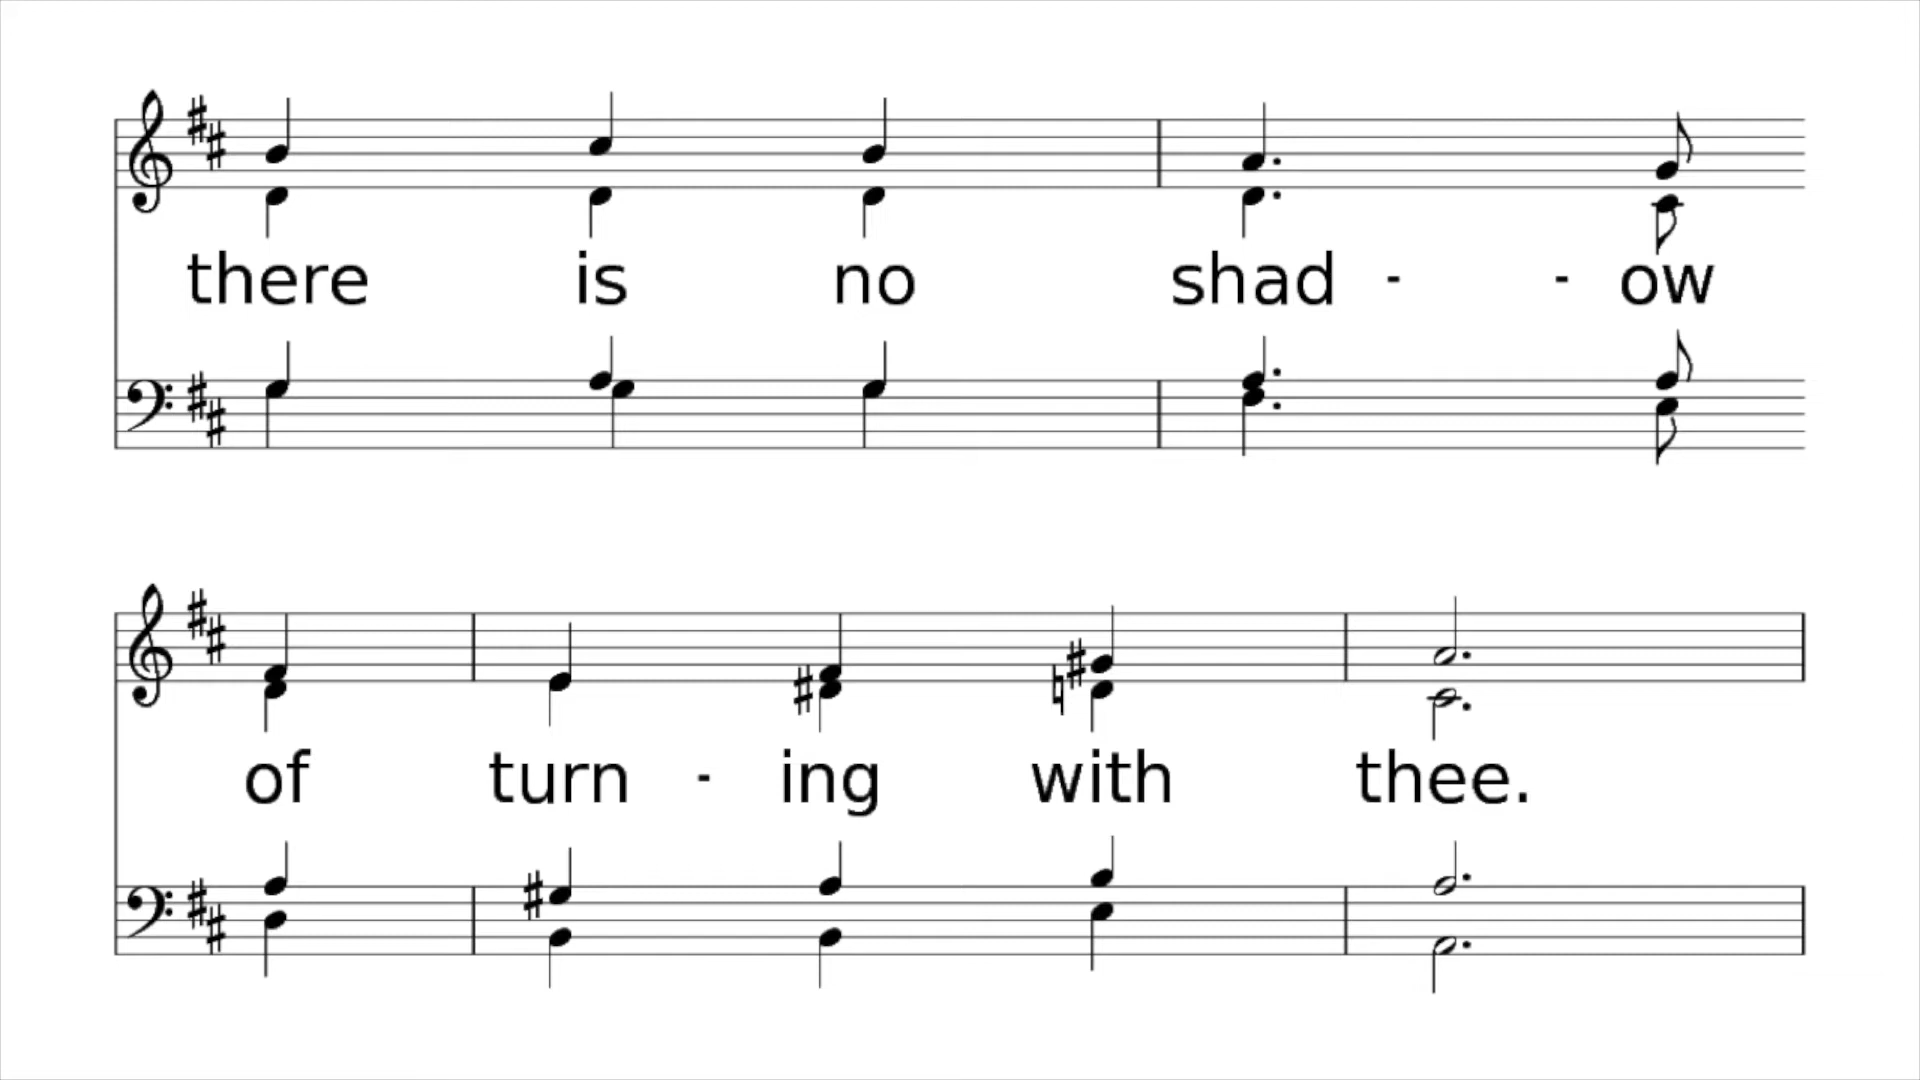 there is no shad - - ow
of turn - ing with thee.